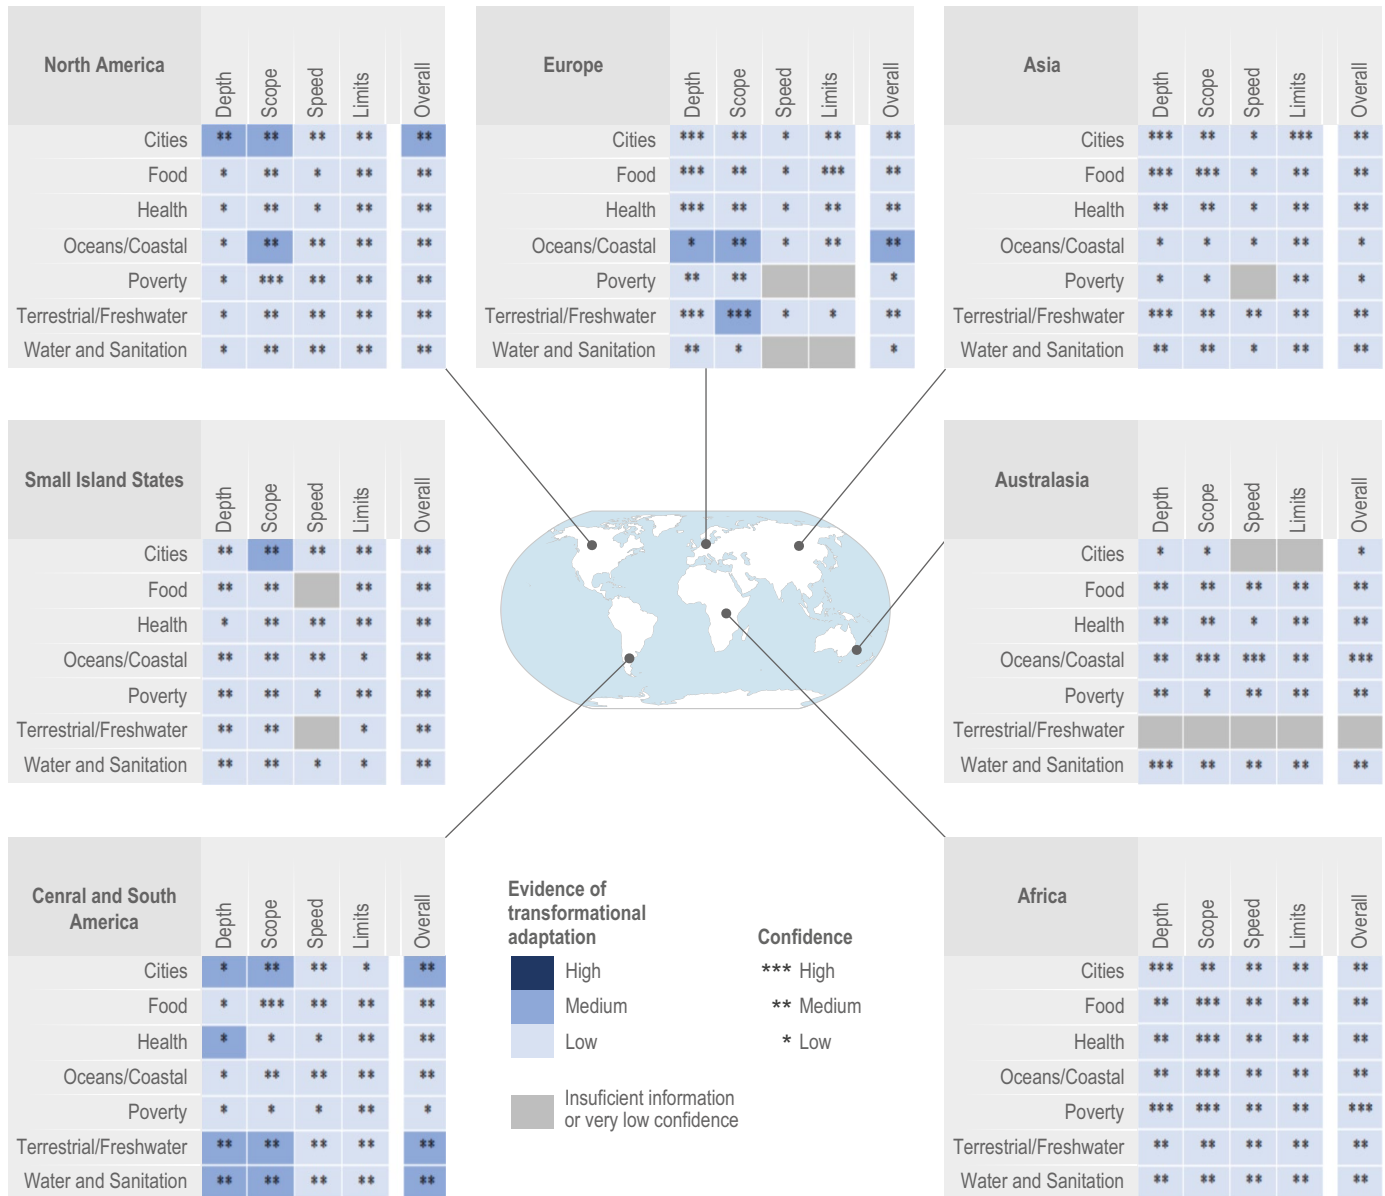 North America
Depth Scope Speed Limits Overall
Cities ** ** ** ** **
Food * ** * ** **
Health * ** * ** **
Oceans/Coastal * ** ** ** **
Poverty * *** ** ** **
Terrestrial/Freshwater * ** ** ** **
Water and Sanitation * ** ** ** **
Europe
Depth Scope Speed Limits Overall
Cities *** ** * ** **
Food *** ** * *** **
Health *** ** * ** **
Oceans/Coastal * ** * ** **
Poverty ** ** *
Terrestrial/Freshwater *** *** * * **
Water and Sanitation ** * *
Asia
Depth Scope Speed Limits Overall
Cities *** ** * *** **
Food *** *** * ** **
Health ** ** * ** **
Oceans/Coastal * * * ** *
Poverty * * ** *
Terrestrial/Freshwater *** ** ** ** **
Water and Sanitation ** ** * ** **
Small Island States
Depth Scope Speed Limits Overall
Cities ** ** ** ** **
Food ** ** ** **
Health * ** ** ** **
Oceans/Coastal ** ** ** * **
Poverty ** ** * ** **
Terrestrial/Freshwater ** ** * **
Water and Sanitation ** ** * * **
Australasia
Depth Scope Speed Limits Overall
Cities * * *
Food ** ** ** ** **
Health ** ** * ** **
Oceans/Coastal ** *** *** ** ***
Poverty ** * ** ** **
Terrestrial/Freshwater
Water and Sanitation *** ** ** ** **
Cenral and South
America
Depth Scope Speed Limits Overall
Cities * ** ** * **
Food * *** ** ** **
Health * * * ** **
Oceans/Coastal * ** ** ** **
Poverty * * * ** *
Terrestrial/Freshwater ** ** ** ** **
Water and Sanitation ** ** ** ** **
Evidence of
transformational
adaptation
High
Medium
Low
Insufficient information
or very low confidence
Confidence
*** High
** Medium
* Low
Africa
Depth Scope Speed Limits Overall
Cities *** ** ** ** **
Food ** *** ** ** **
Health ** *** ** ** **
Oceans/Coastal ** *** ** ** **
Poverty *** *** ** ** ***
Terrestrial/Freshwater ** ** ** ** **
Water and Sanitation ** ** ** ** **